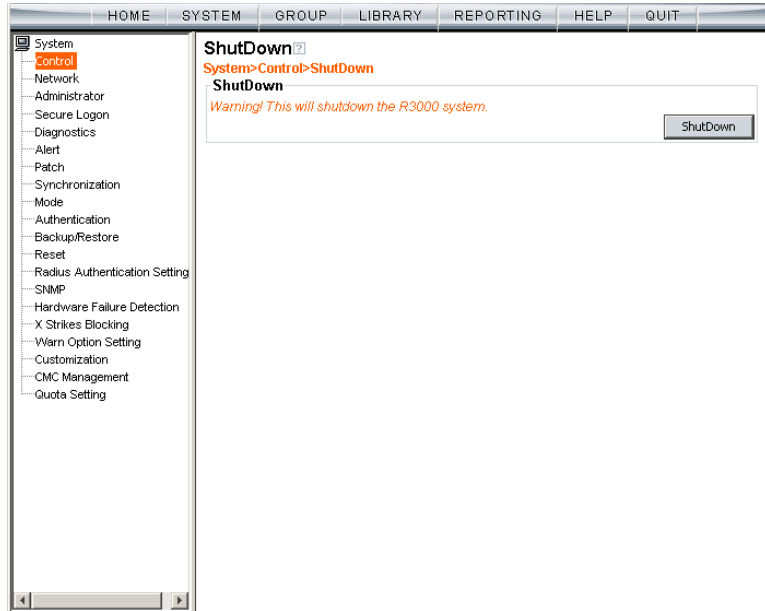 HOME SYSTEM GROUP LIBRARY REPORTING HELP QUIT
System
Control
Network
Administrator
Secure Logon
Diagnostics
Alert
Patch
Synchronization
Mode
Authentication
Backup/Restore
Reset
Radius Authentication Setting
SNMP
Hardware Failure Detection
X Strikes Blocking
Warn Option Setting
Customization
CMC Management
Quota Setting
ShutDown?
System>Control>ShutDown
ShutDown
Warning! This will shutdown the R3000 system.
ShutDown